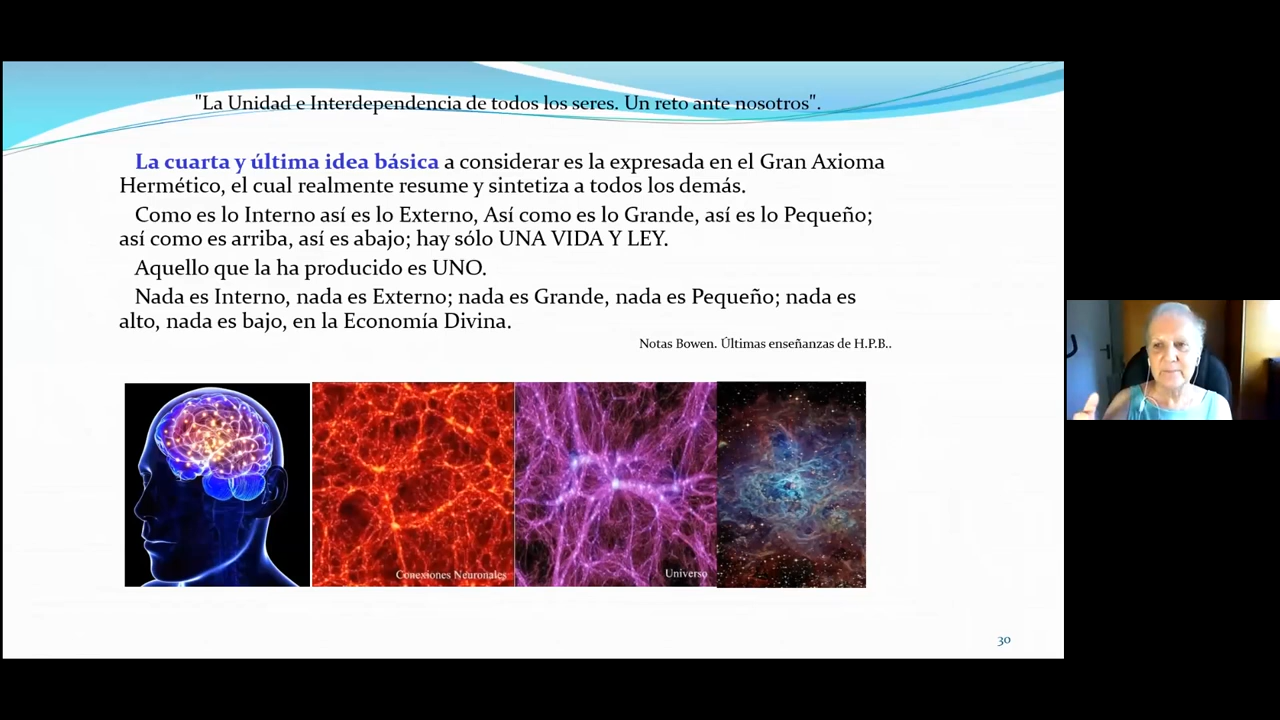 "La Unidad e Interdependencia de todos los seres. Un reto ante nosotros".
La cuarta y última idea básica a considerar es la expresada en el Gran Axioma
Hermético, el cual realmente resume y sintetiza a todos los demás.
Como es lo Interno así es lo Externo, Así como es lo Grande, así es lo Pequeño;
así como es arriba, así es abajo; hay sólo UNA VIDA Y LEY.
Aquello que la ha producido es UNO.
Nada es Interno, nada es Externo; nada es Grande, nada es Pequeño; nada es
alto, nada es bajo, en la Economía Divina.
Notas Bowen. Últimas enseñanzas de H.P.B..
Conexiones Neuronales
Universo
30